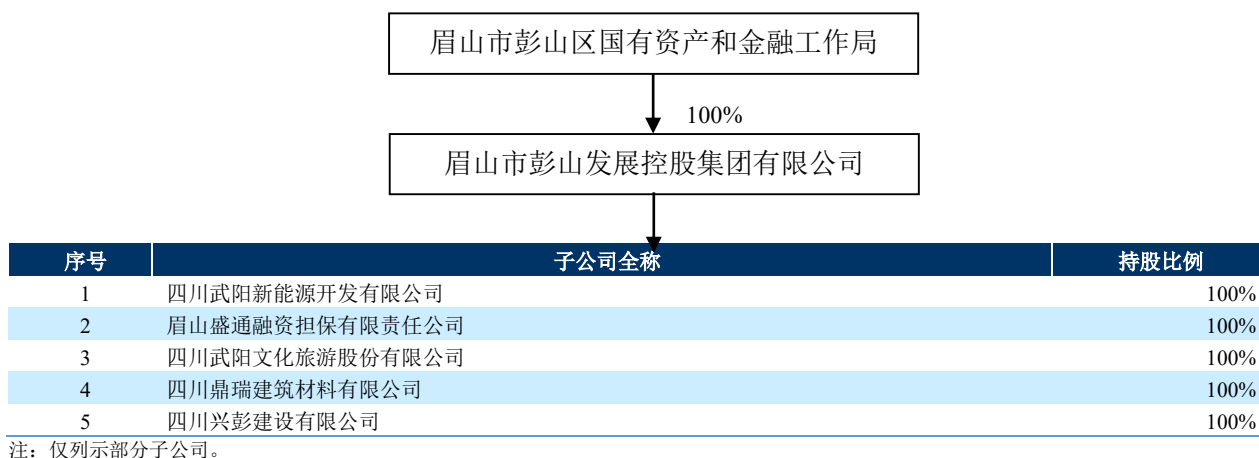 眉山市彭山区国有资产和金融工作局
100%
眉山市彭山发展控股集团有限公司
序号 子公司全称 持股比例
1 四川武阳新能源开发有限公司 100%
2 眉山盛通融资担保有限责任公司 100%
3 四川武阳文化旅游股份有限公司 100%
4 四川鼎瑞建筑材料有限公司 100%
5 四川兴彭建设有限公司 100%
注：仅列示部分子公司。